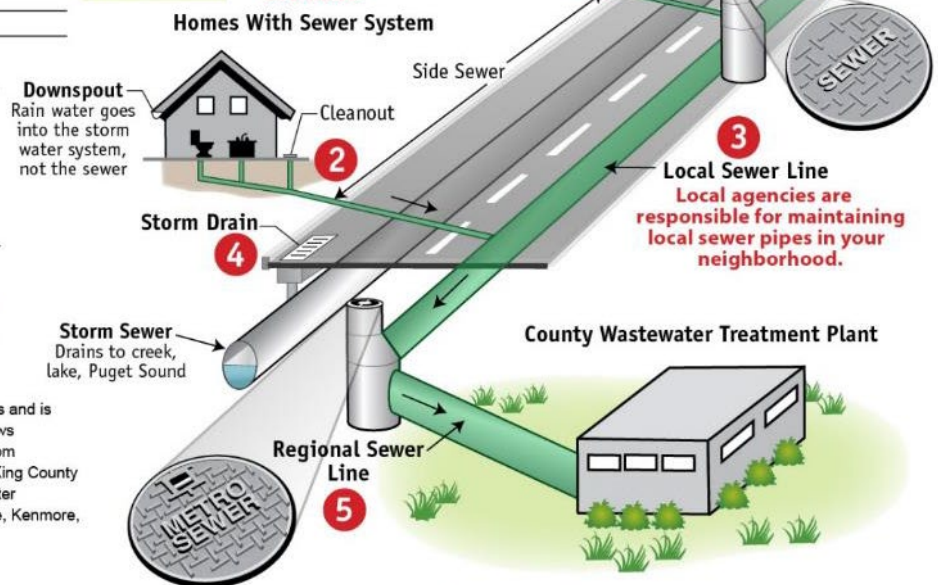 Homes With Sewer System
Side Sewer
SEWER
Downspout
Rain water goes
into the storm
water system,
not the sewer
Cleanout
2
3
Local Sewer Line
Local agencies are
responsible for maintaining
local sewer pipes in your
neighborhood.
Storm Drain
4
Storm Sewer
Drains to creek,
lake, Puget Sound
County Wastewater Treatment Plant
s and is
ws
om
King County
ter
e, Kenmore,
Regional Sewer
Line
5
METRO
SEWER